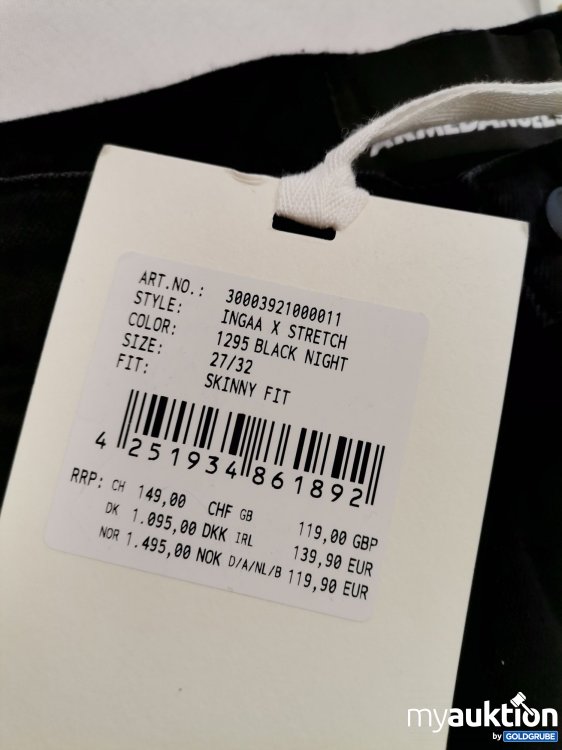 ARMEDANGELS
ART.NO.: 30003921000011
STYLE: INGAA X STRETCH
COLOR: 1295 BLACK NIGHT
SIZE: 27/32
FIT: SKINNY FIT
4 251934 861892
RRP: CH 149,00 CHF GB 119,00 GBP
DK 1.095,00 DKK IRL 139,90 EUR
NOR 1.495,00 NOK D/A/NL/B 119,90 EUR
myauktion
by GOLDGRUBE